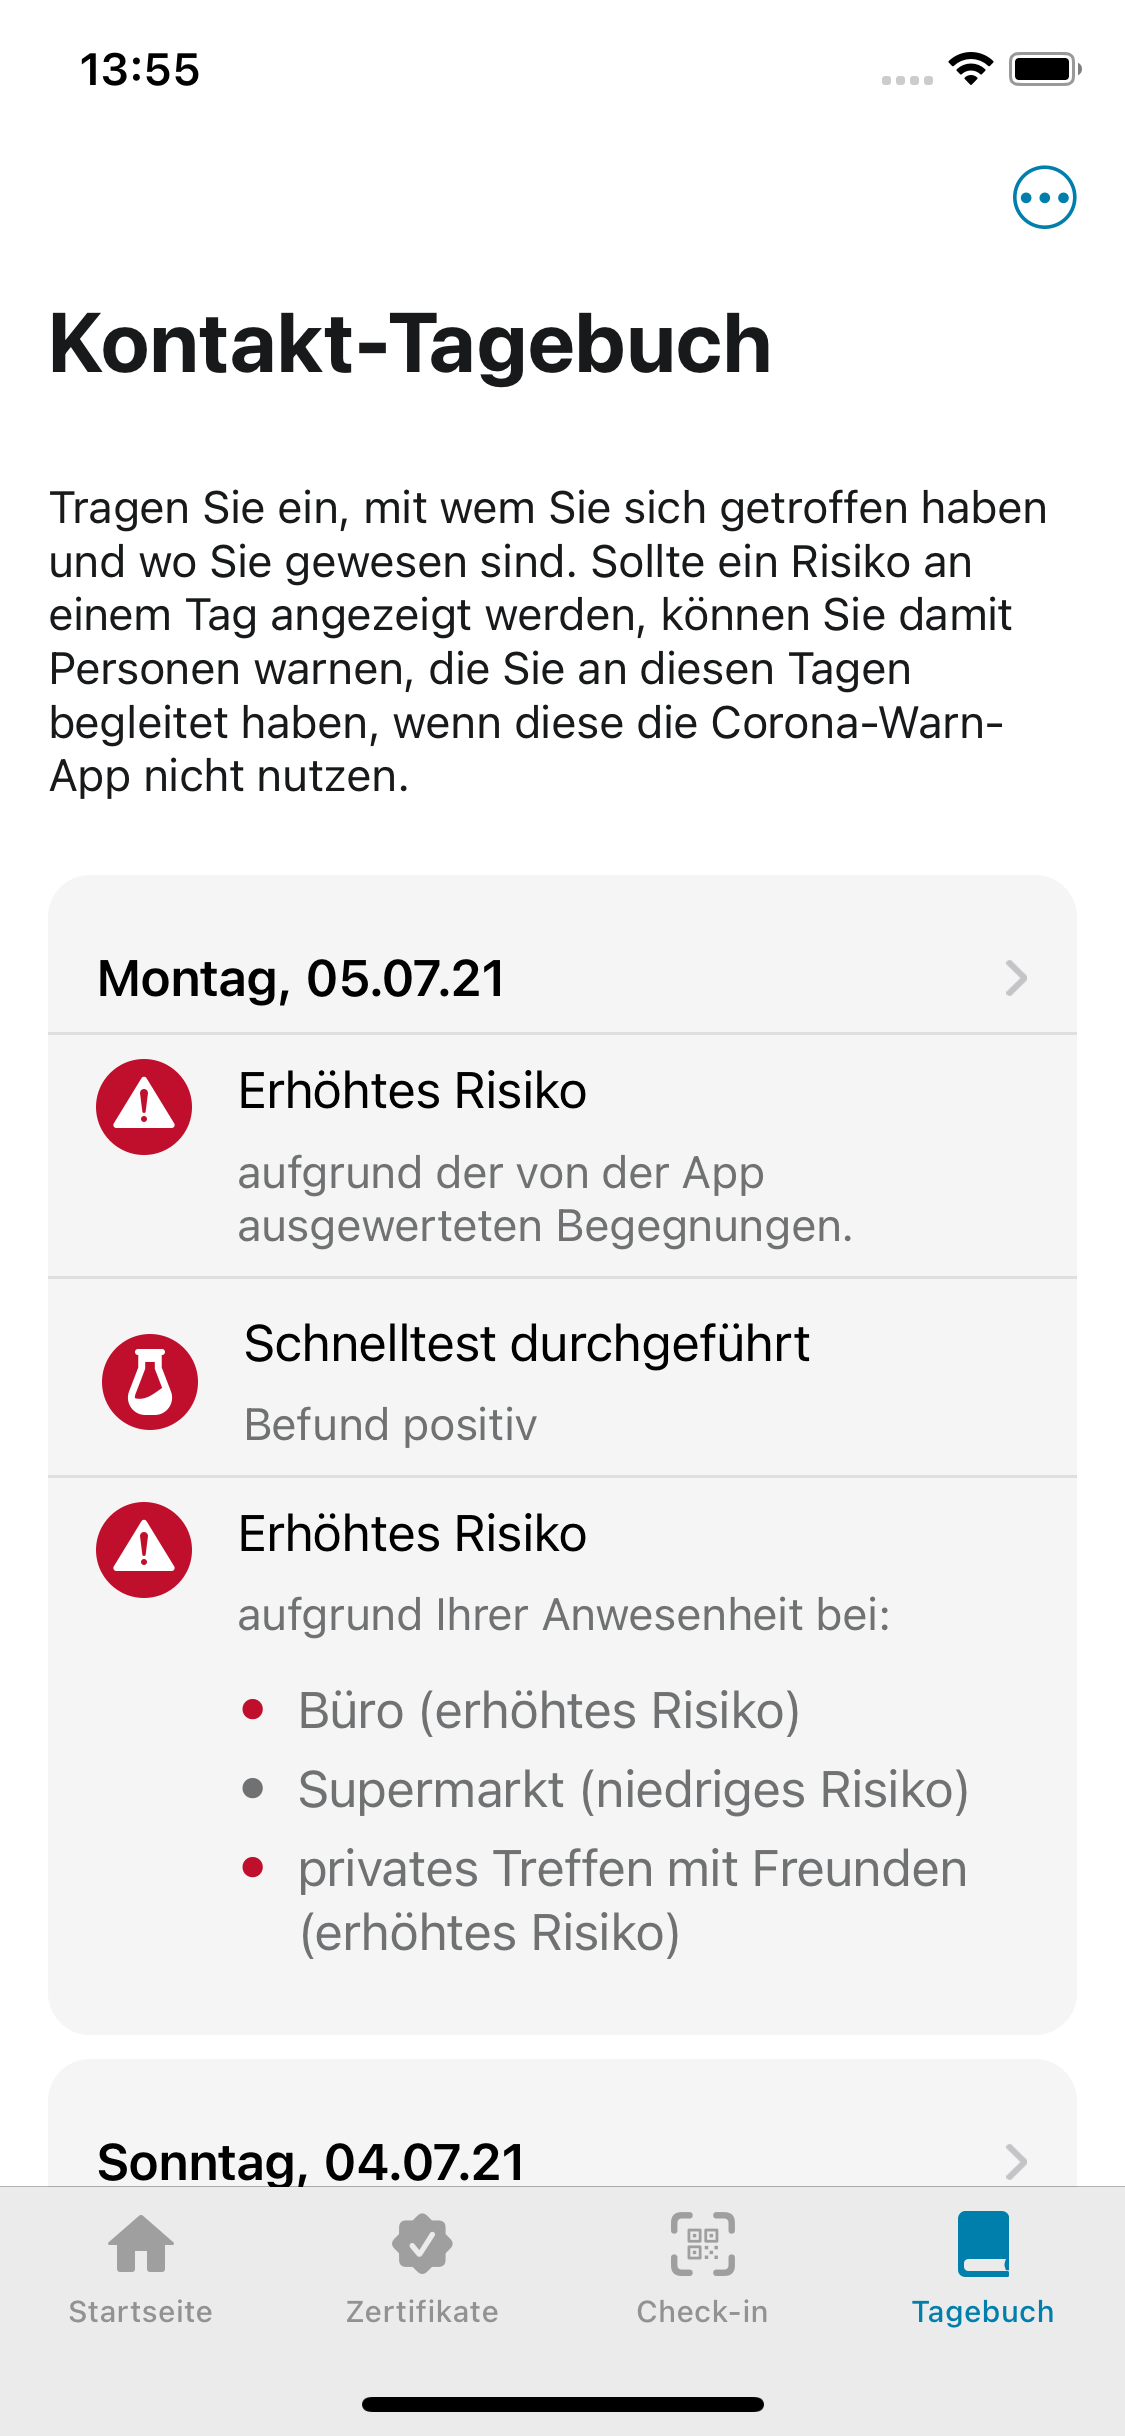 13:55
Kontakt-Tagebuch
Tragen Sie ein, mit wem Sie sich getroffen haben
und wo Sie gewesen sind. Sollte ein Risiko an
einem Tag angezeigt werden, können Sie damit
Personen warnen, die Sie an diesen Tagen
begleitet haben, wenn diese die Corona-Warn-
App nicht nutzen.
Montag, 05.07.21
Erhöhtes Risiko
aufgrund der von der App
ausgewerteten Begegnungen.
Schnelltest durchgeführt
Befund positiv
Erhöhtes Risiko
aufgrund Ihrer Anwesenheit bei:
• Büro (erhöhtes Risiko)
• Supermarkt (niedriges Risiko)
• privates Treffen mit Freunden
(erhöhtes Risiko)
Sonntag, 04.07.21
Startseite
Zertifikate
Check-in
Tagebuch